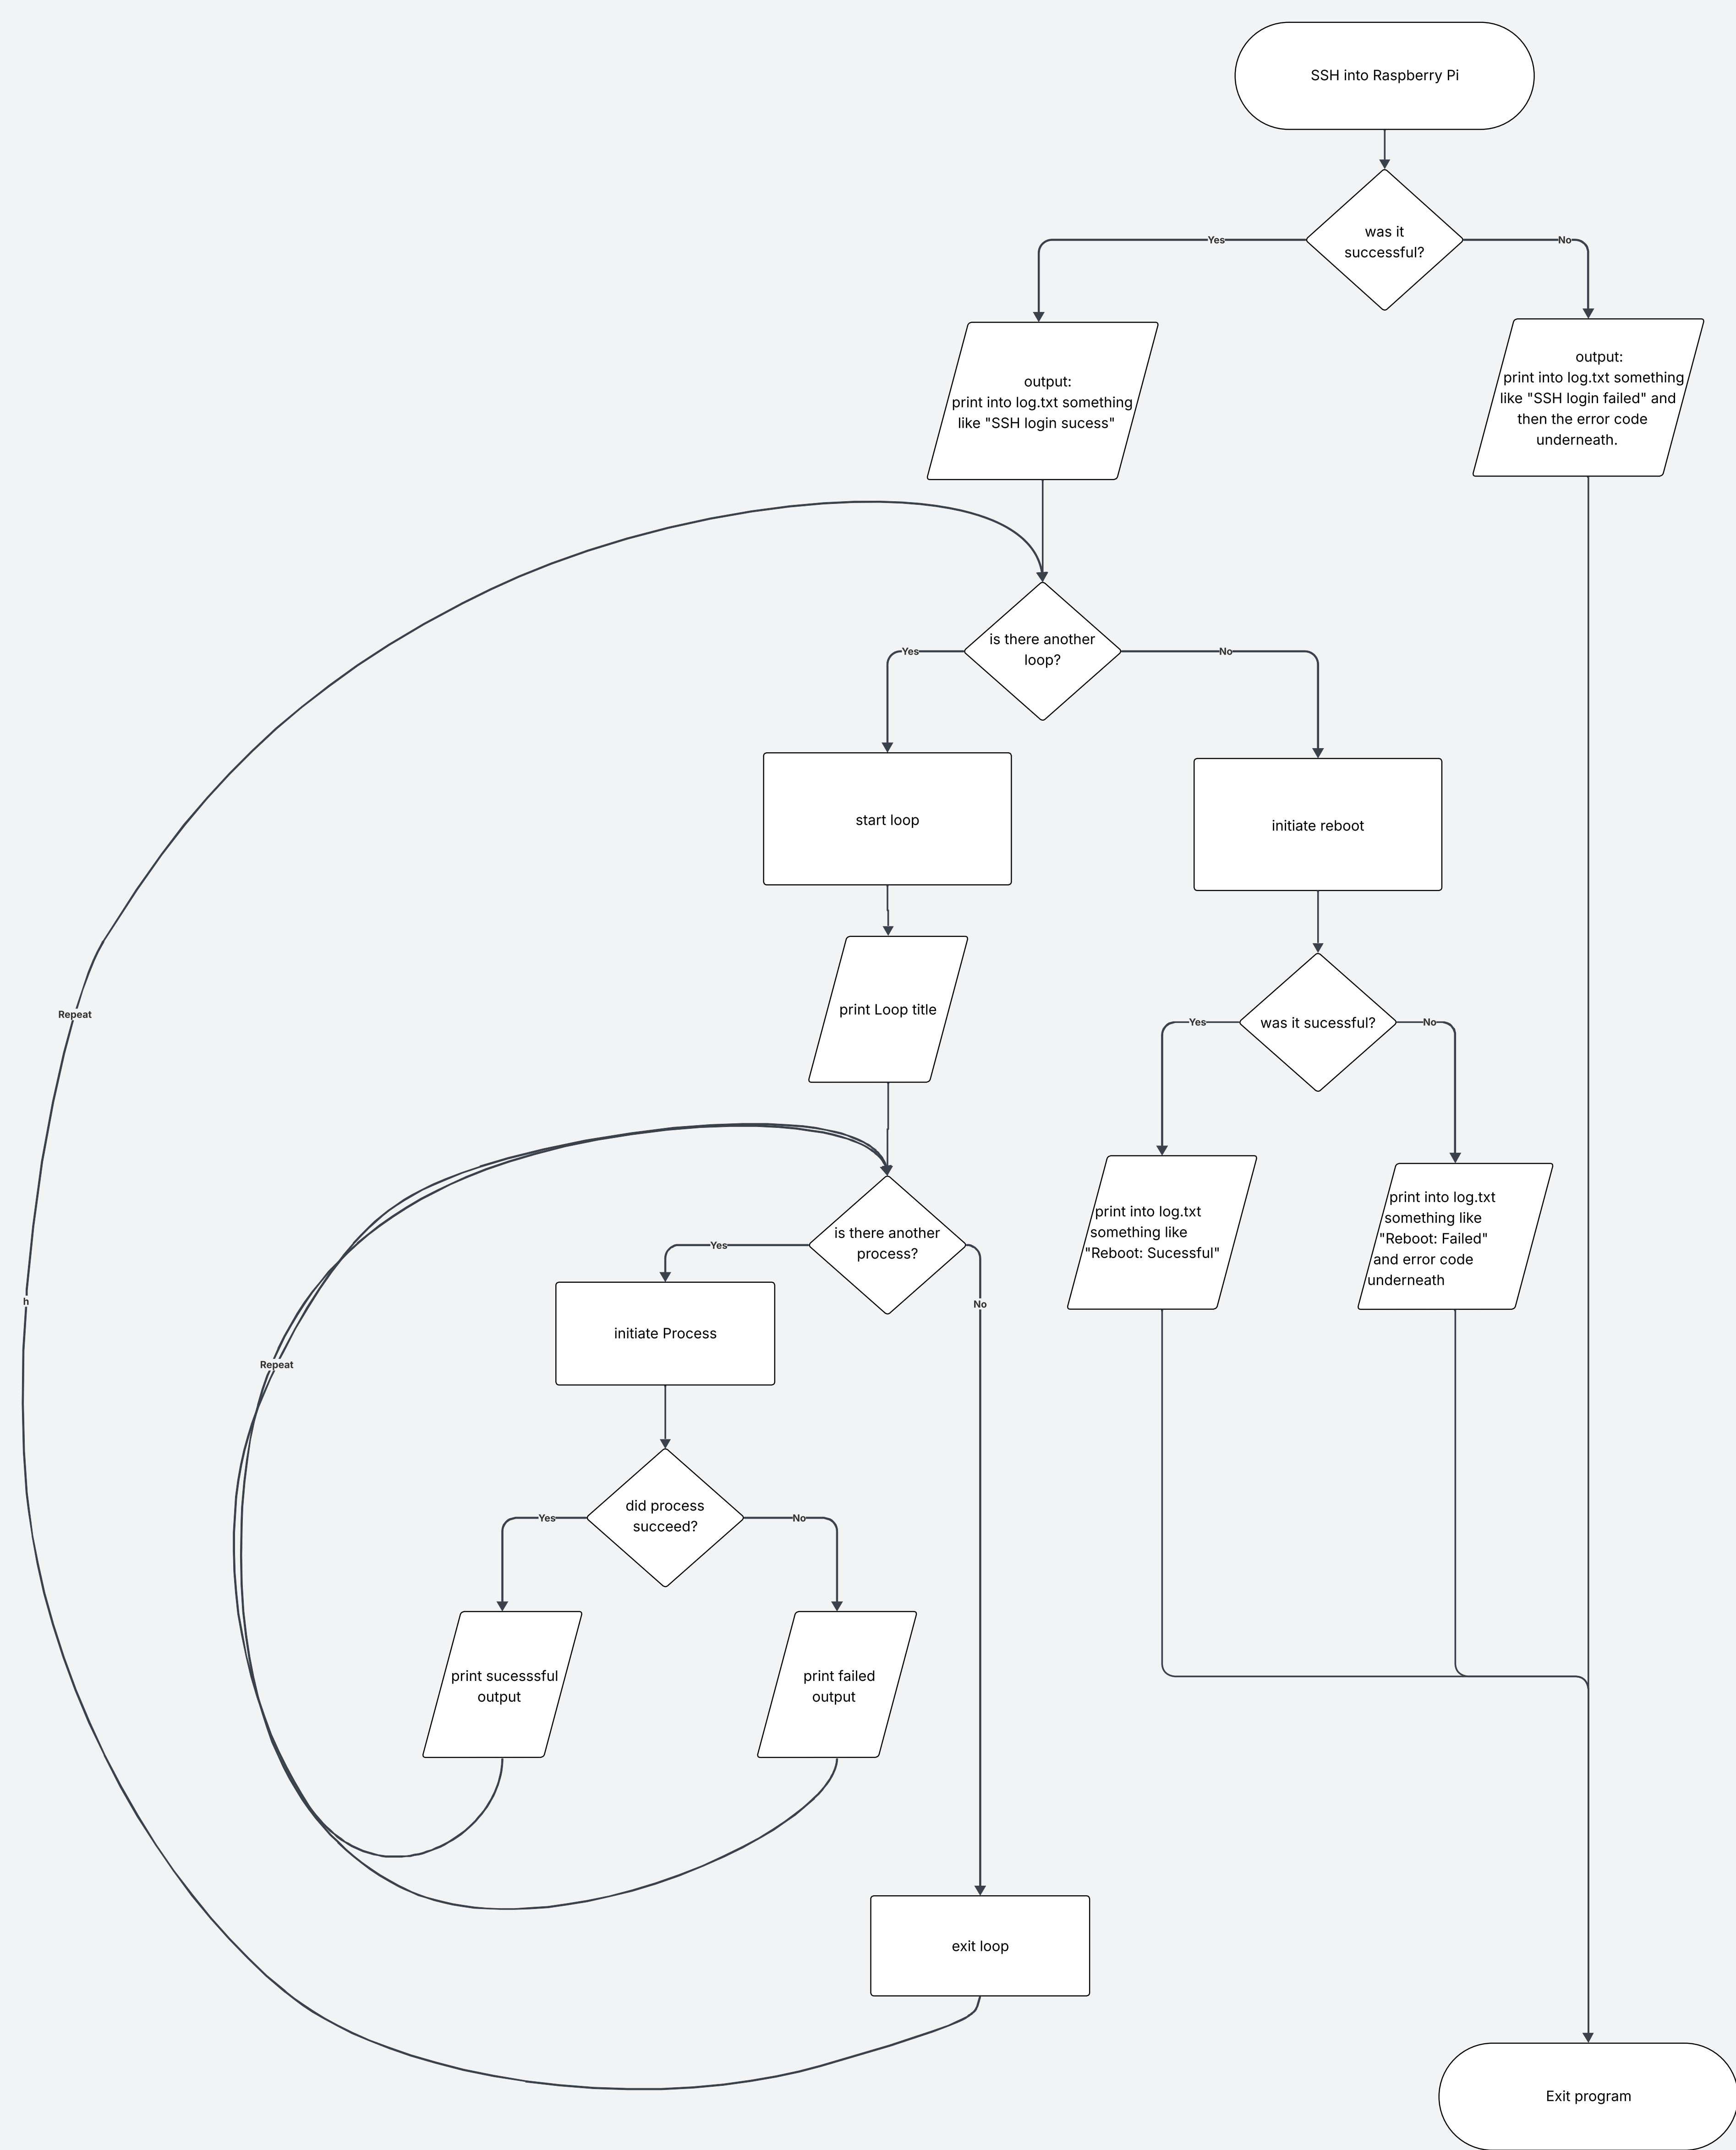 SSH into Raspberry Pi
was it
successful?
Yes
No
output:
print into log.txt something
like "SSH login sucess"
output:
print into log.txt something
like "SSH login failed" and
then the error code
underneath.
is there another
loop?
Yes
No
start loop
initiate reboot
print Loop title
Repeat
was it sucessful?
Yes
No
print into log.txt
something like
"Reboot: Sucessful"
print into log.txt
something like
"Reboot: Failed"
and error code
underneath
is there another
process?
Yes
No
h
initiate Process
Repeat
did process
succeed?
Yes
No
print sucesssful
output
print failed
output
exit loop
Exit program